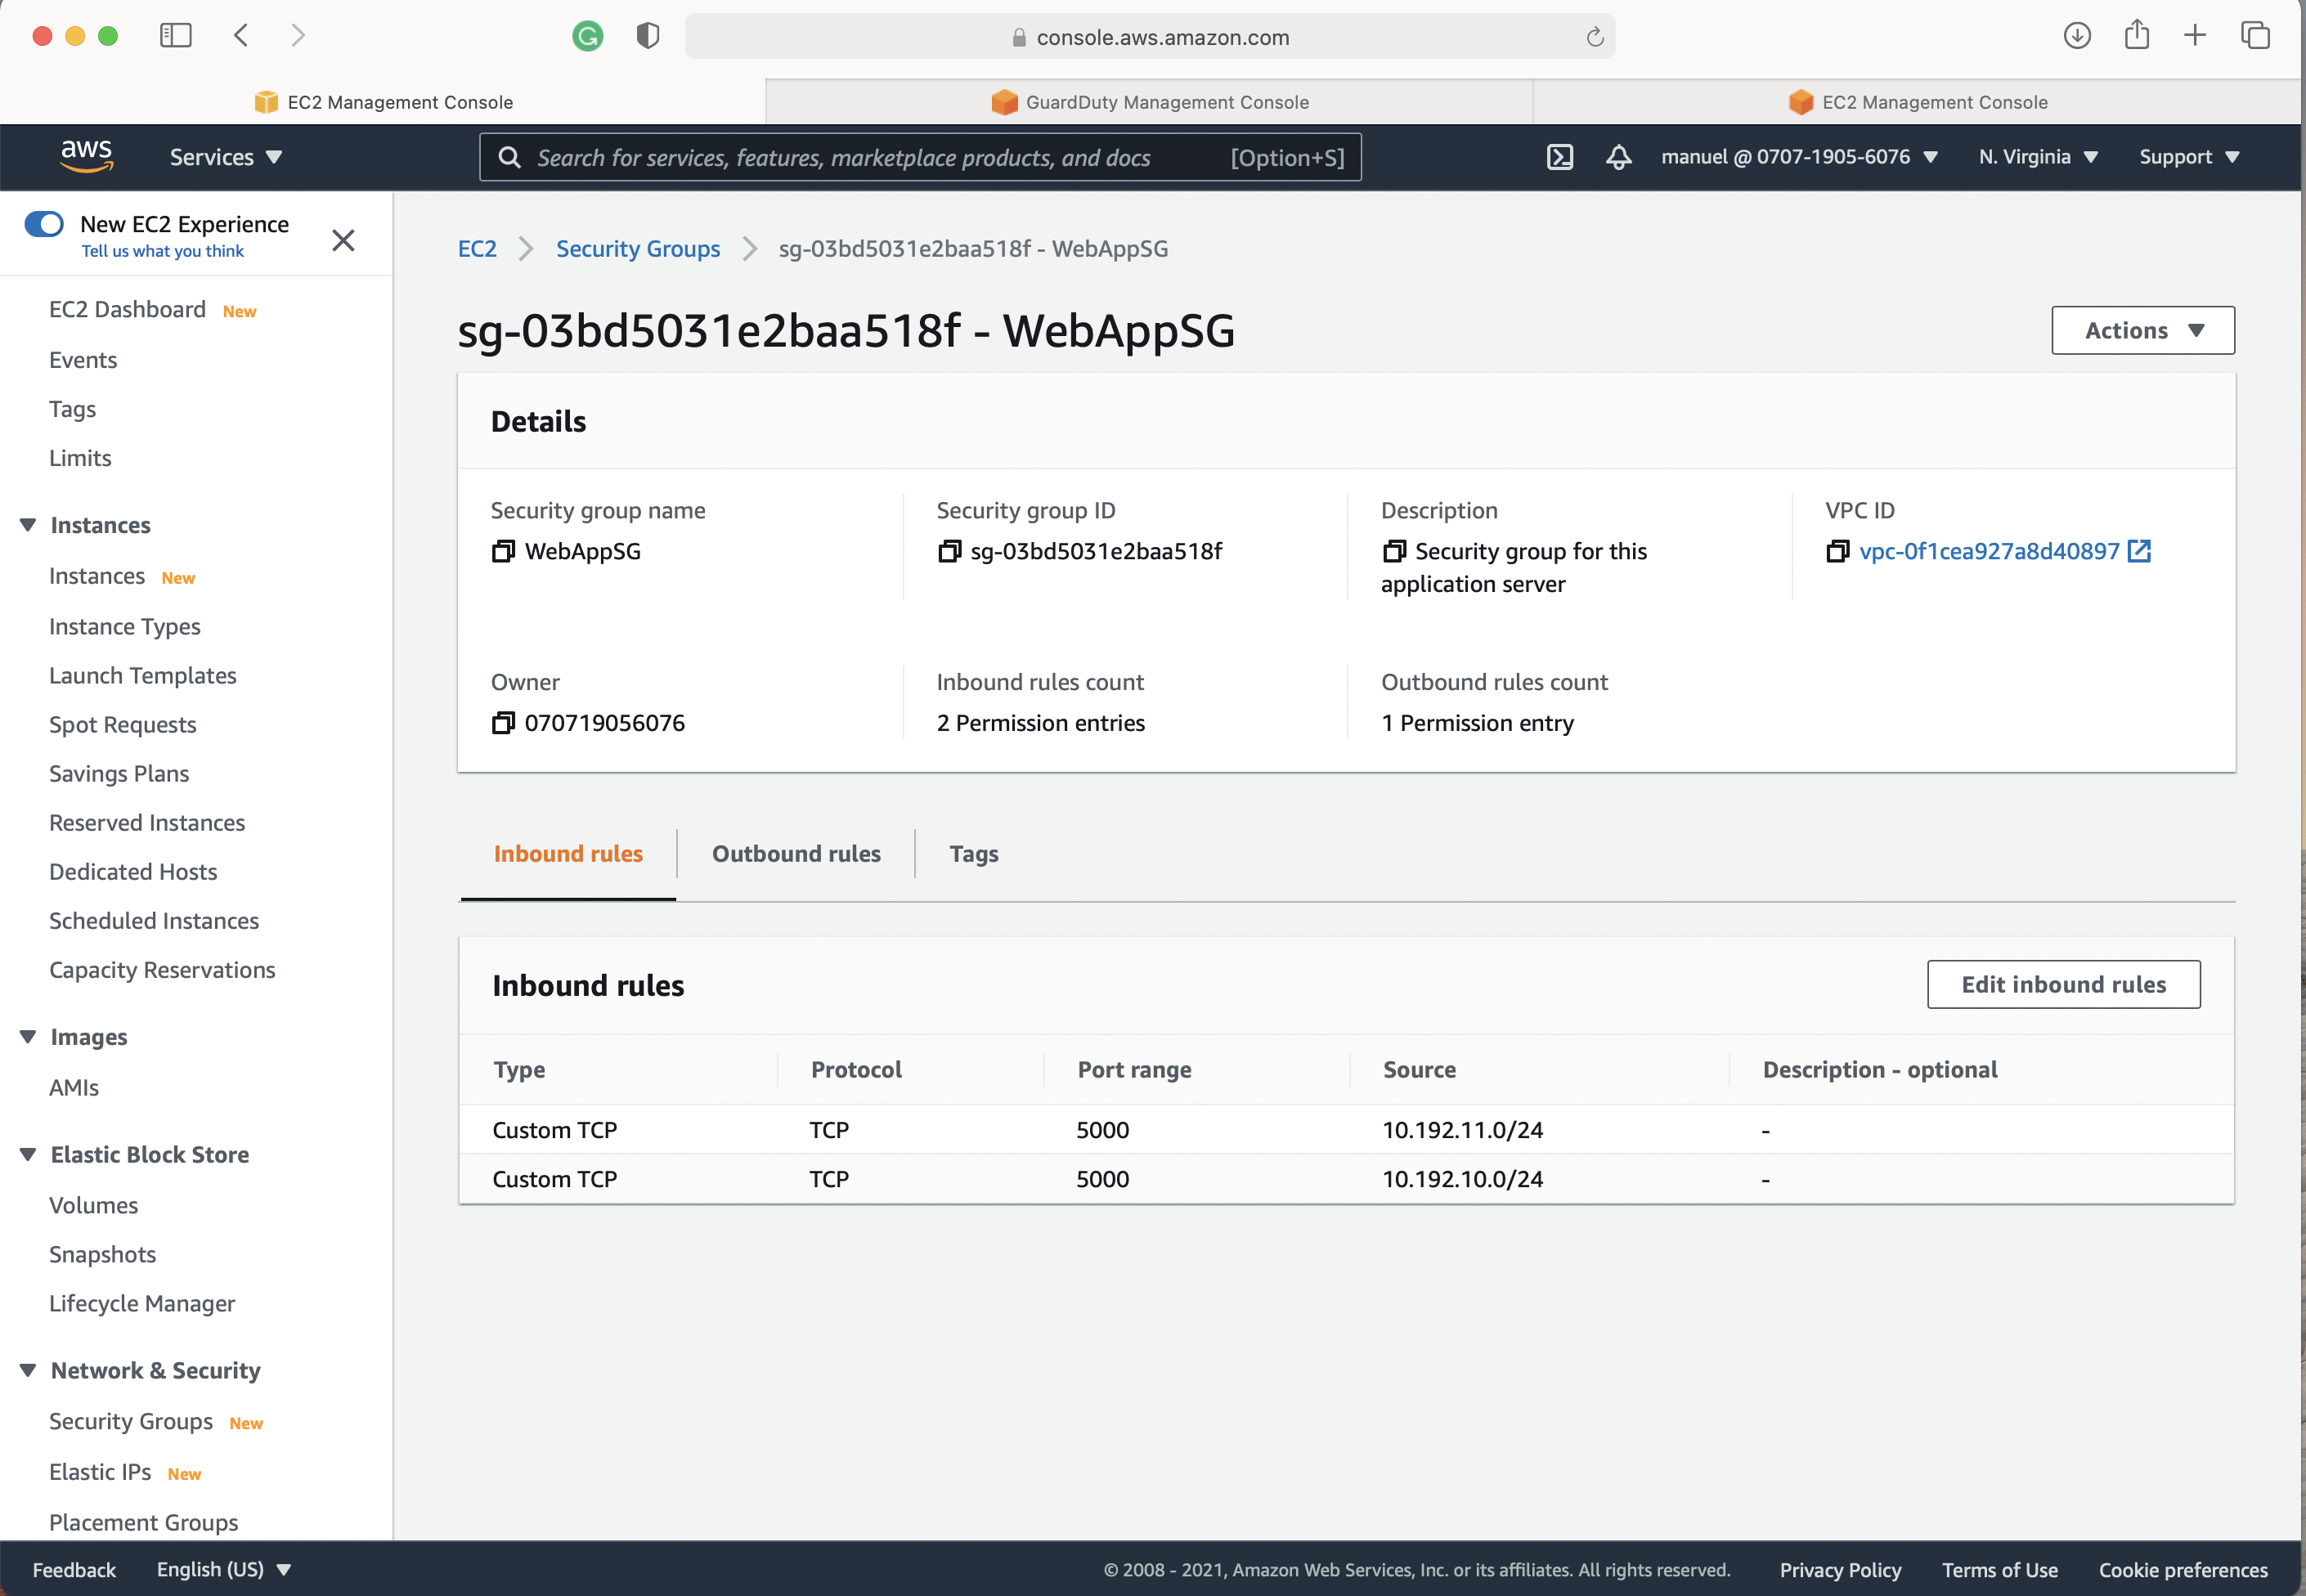 console.aws.amazon.com
EC2 Management Console
GuardDuty Management Console
EC2 Management Console
aws
Services
Search for services, features, marketplace products, and docs
[Option+S]
manuel @ 0707-1905-6076
N. Virginia
Support
New EC2 Experience
Tell us what you think
EC2 Dashboard New
Events
Tags
Limits
Instances
Instances New
Instance Types
Launch Templates
Spot Requests
Savings Plans
Reserved Instances
Dedicated Hosts
Scheduled Instances
Capacity Reservations
Images
AMIs
Elastic Block Store
Volumes
Snapshots
Lifecycle Manager
Network & Security
Security Groups New
Elastic IPs New
Placement Groups
EC2 Security Groups sg-03bd5031e2baa518f - WebAppSG
sg-03bd5031e2baa518f - WebAppSG
Actions
Details
Security group name
WebAppSG
Security group ID
sg-03bd5031e2baa518f
Description
Security group for this
application server
VPC ID
vpc-0f1cea927a8d40897
Owner
070719056076
Inbound rules count
2 Permission entries
Outbound rules count
1 Permission entry
Inbound rules
Outbound rules
Tags
Inbound rules
Edit inbound rules
Type Protocol Port range Source Description - optional
Custom TCP TCP 5000 10.192.11.0/24 -
Custom TCP TCP 5000 10.192.10.0/24 -
Feedback
English (US)
© 2008 - 2021, Amazon Web Services, Inc. or its affiliates. All rights reserved.
Privacy Policy
Terms of Use
Cookie preferences